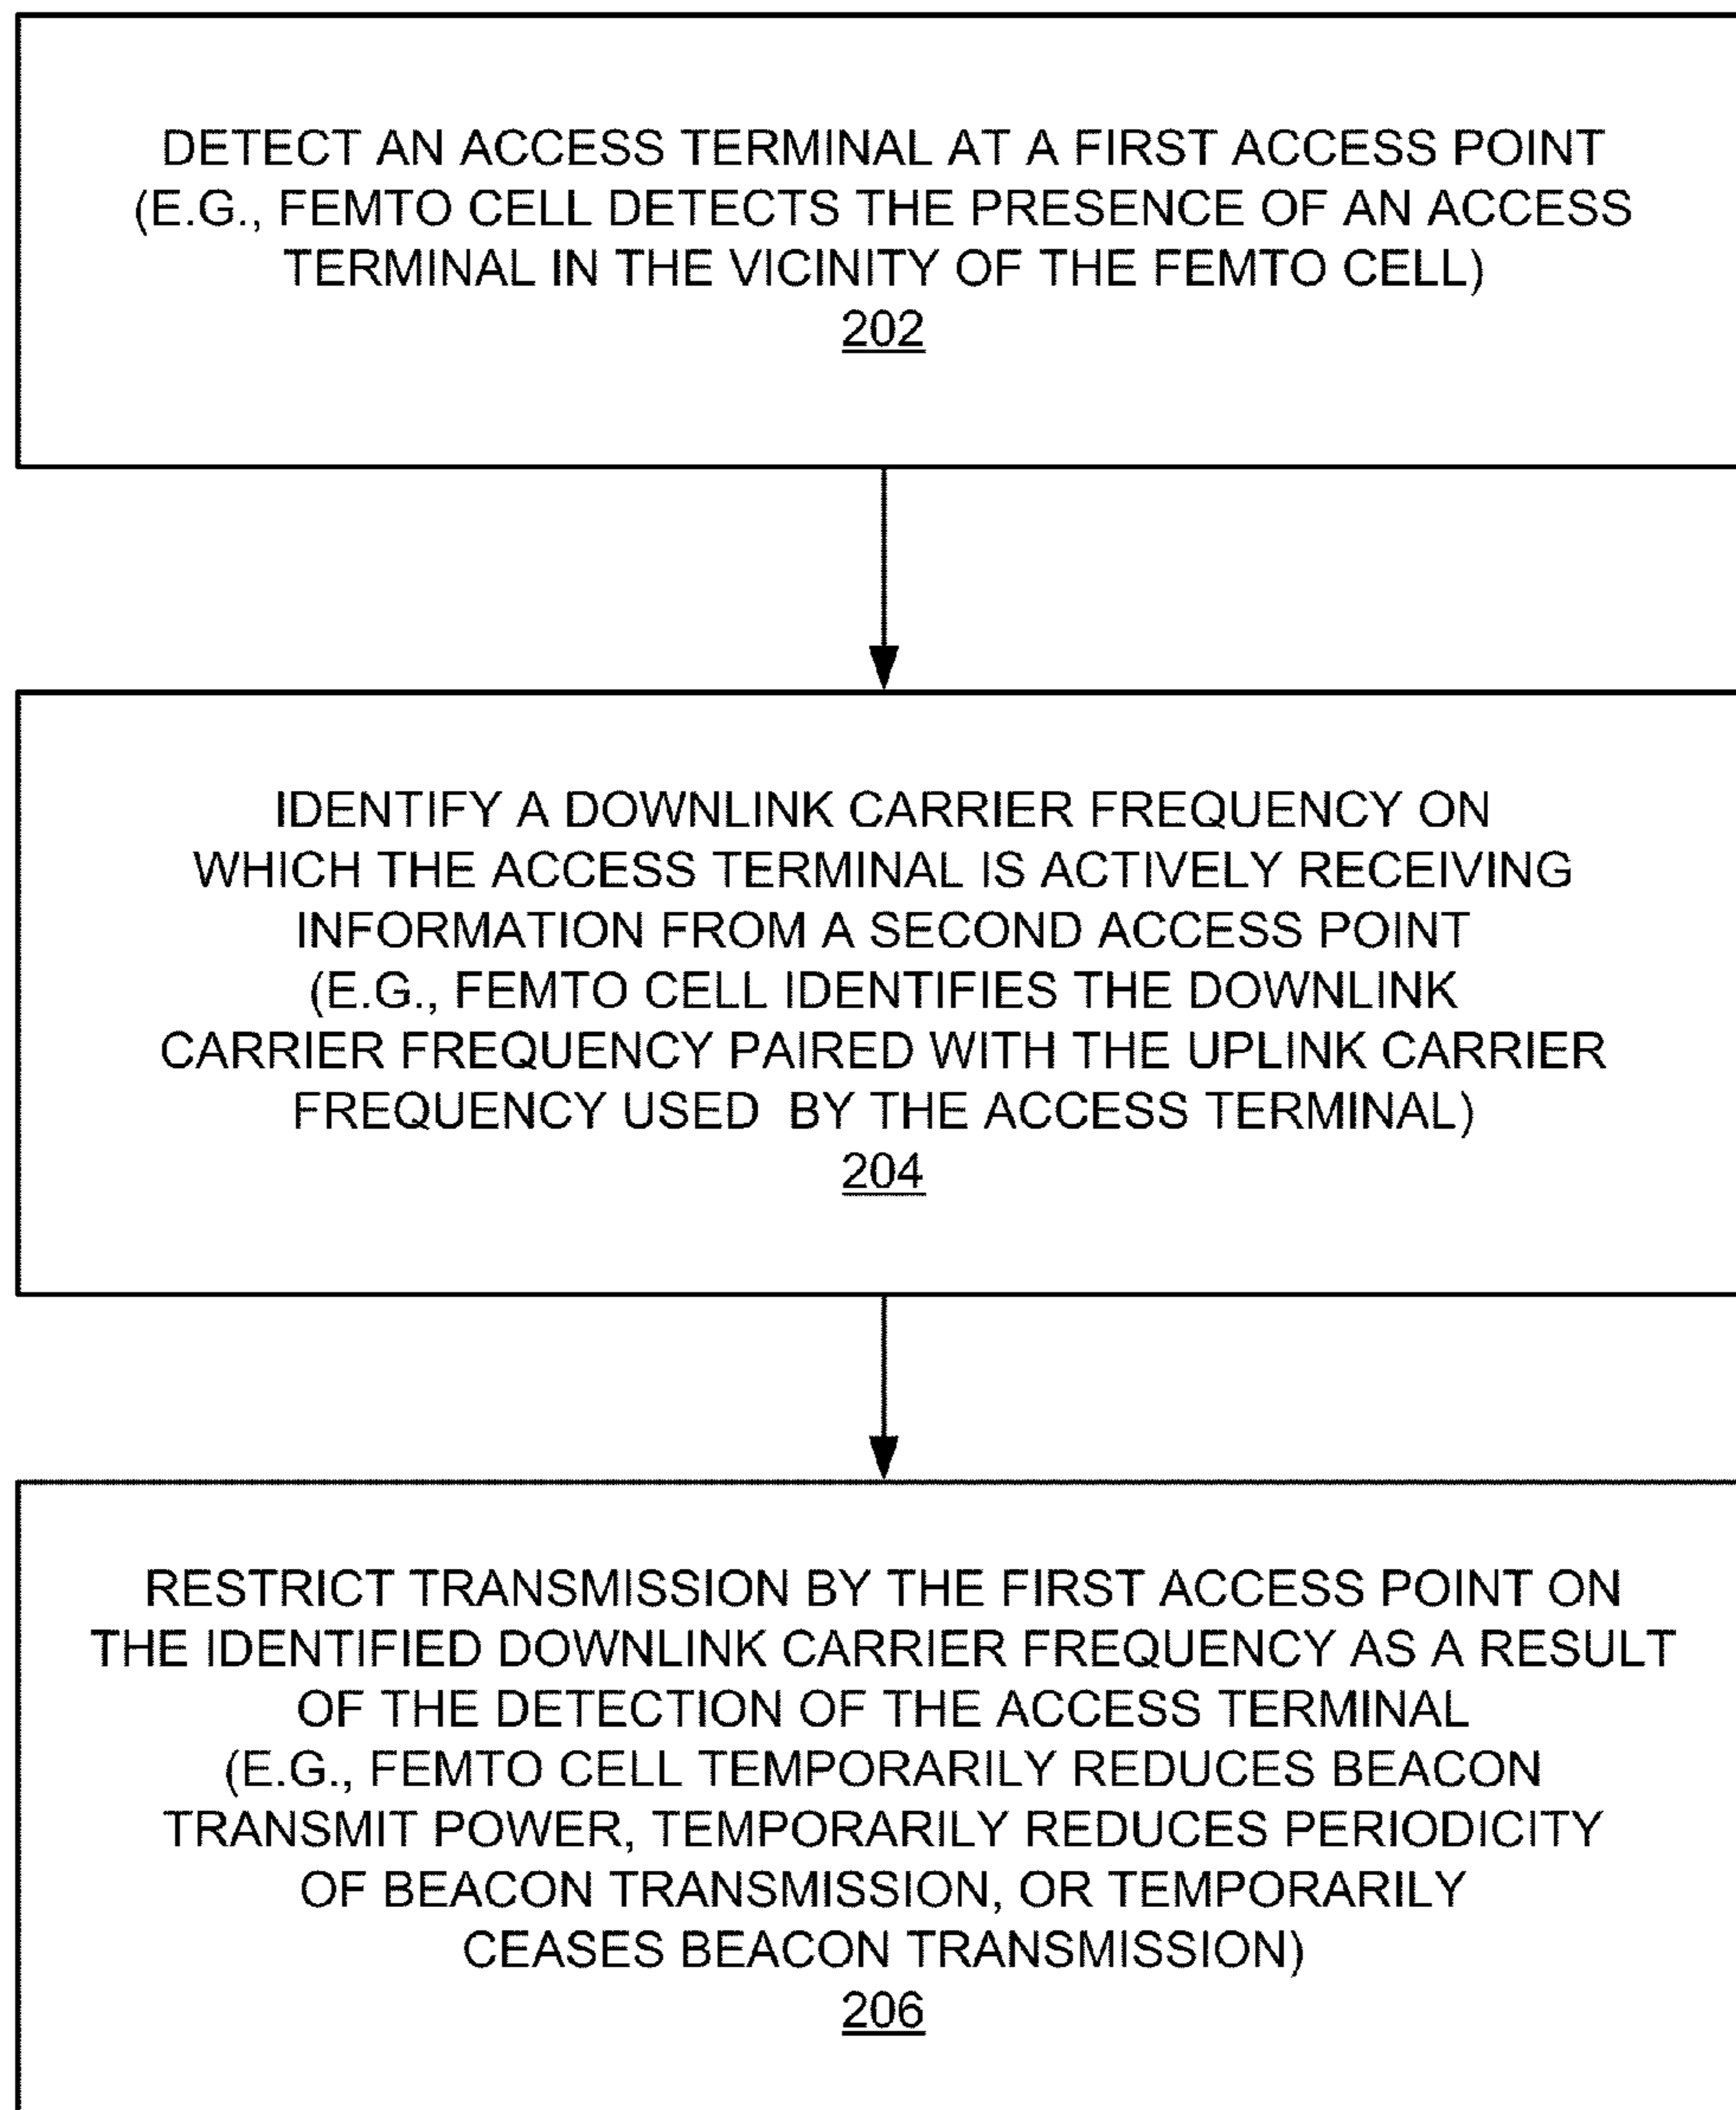 DETECT AN ACCESS TERMINAL AT A FIRST ACCESS POINT
(E.G., FEMTO CELL DETECTS THE PRESENCE OF AN ACCESS
TERMINAL IN THE VICINITY OF THE FEMTO CELL)
202
IDENTIFY A DOWNLINK CARRIER FREQUENCY ON
WHICH THE ACCESS TERMINAL IS ACTIVELY RECEIVING
INFORMATION FROM A SECOND ACCESS POINT
(E.G., FEMTO CELL IDENTIFIES THE DOWNLINK
CARRIER FREQUENCY PAIRED WITH THE UPLINK CARRIER
FREQUENCY USED BY THE ACCESS TERMINAL)
204
RESTRICT TRANSMISSION BY THE FIRST ACCESS POINT ON
THE IDENTIFIED DOWNLINK CARRIER FREQUENCY AS A RESULT
OF THE DETECTION OF THE ACCESS TERMINAL
(E.G., FEMTO CELL TEMPORARILY REDUCES BEACON
TRANSMIT POWER, TEMPORARILY REDUCES PERIODICITY
OF BEACON TRANSMISSION, OR TEMPORARILY
CEASES BEACON TRANSMISSION)
206